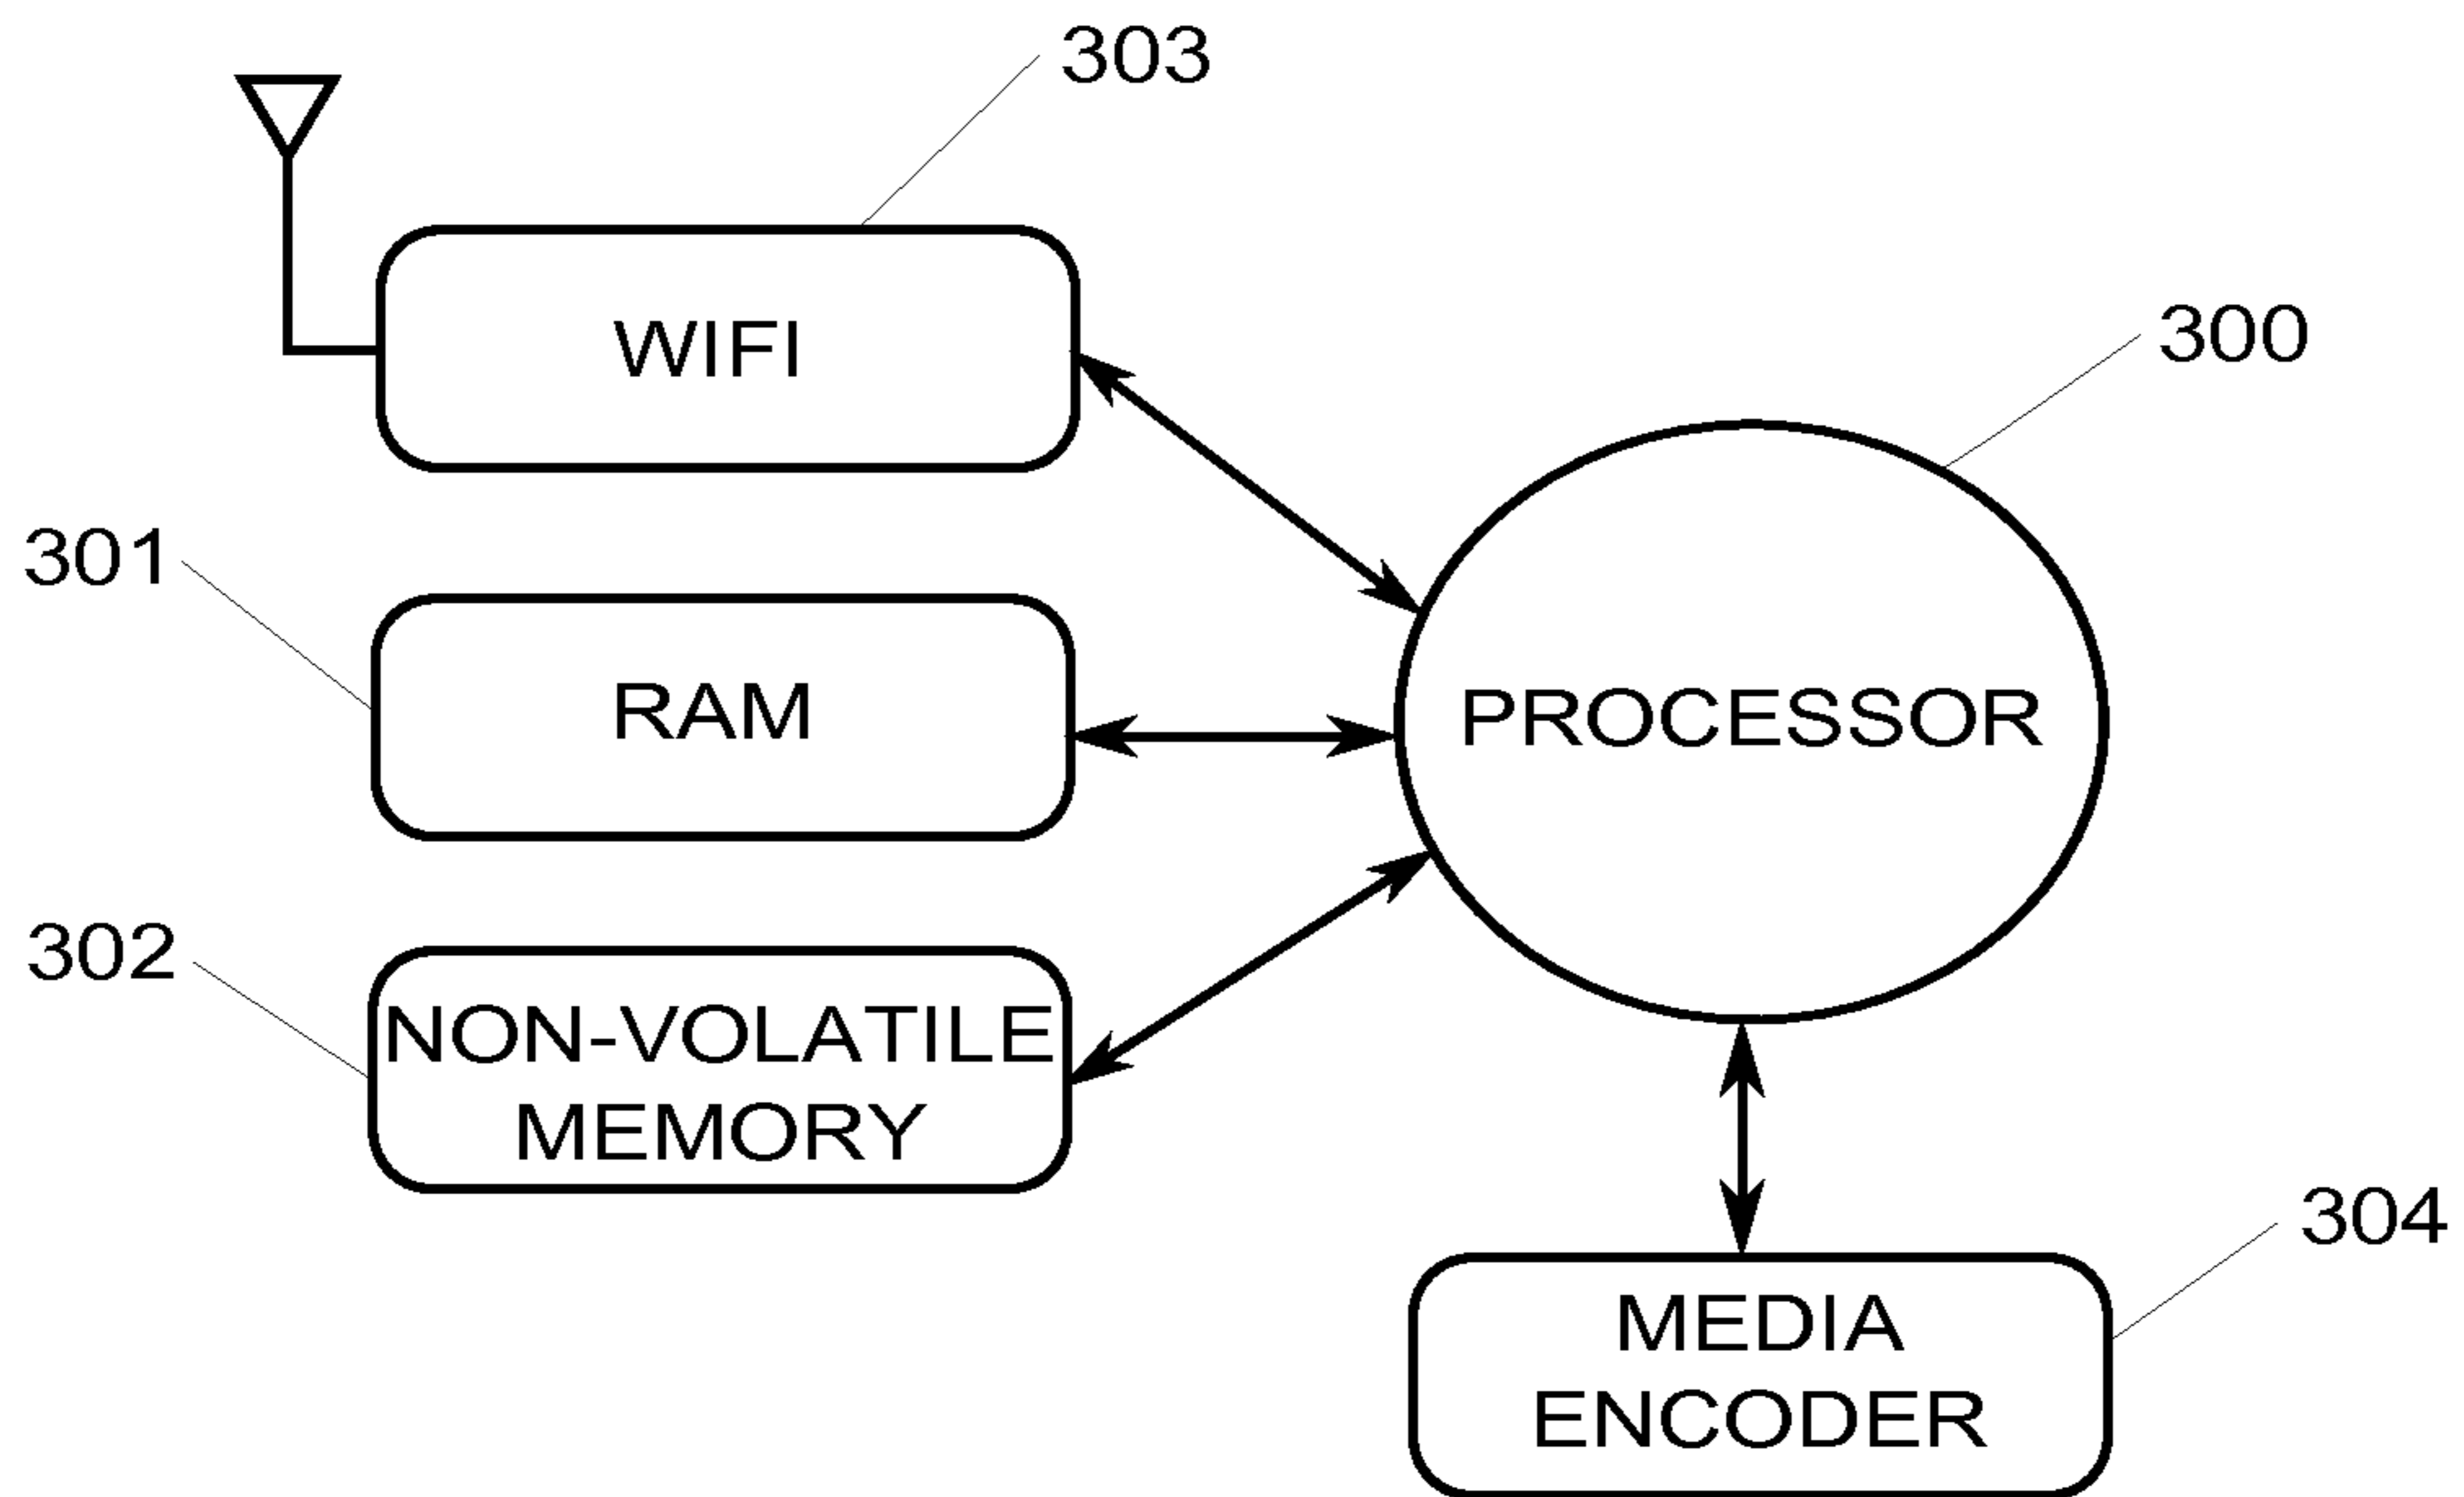 303
WIFI
300
301
RAM
PROCESSOR
302
NON-VOLATILE
MEMORY
304
MEDIA
ENCODER